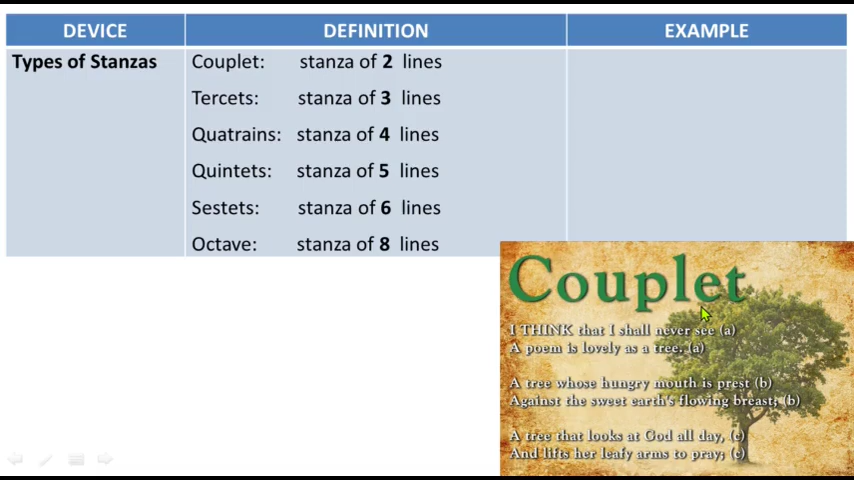 DEVICE DEFINITION EXAMPLE
Types of Stanzas Couplet: stanza of 2 lines
Tercets: stanza of 3 lines
Quatrains: stanza of 4 lines
Quintets: stanza of 5 lines
Sestets: stanza of 6 lines
Octave: stanza of 8 lines
Couplet
I THINK that I shall never see (a)
A poem is lovely as a tree. (a)
A tree whose hungry mouth is prest (b)
Against the sweet earth's flowing breast; (b)
A tree that looks at God all day, (c)
And lifts her leafy arms to pray; (c)